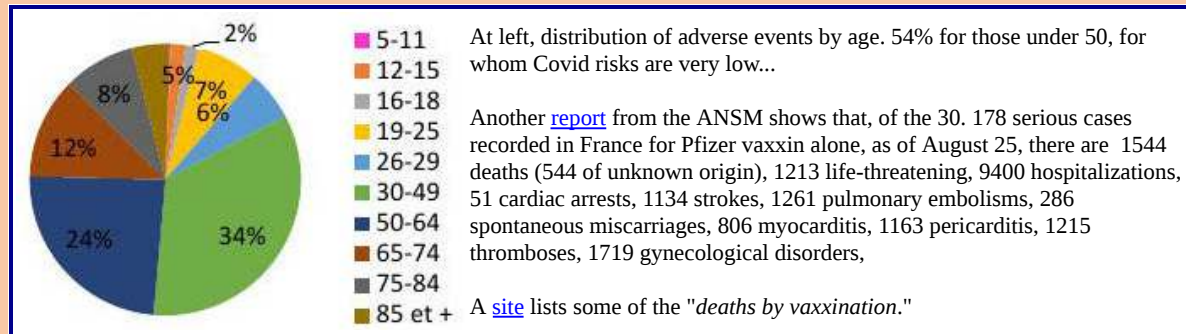 2%
5%
7%
6%
8%
12%
24%
34%
5-11
12-15
16-18
19-25
26-29
30-49
50-64
65-74
75-84
85 et +
At left, distribution of adverse events by age. 54% for those under 50, for
whom Covid risks are very low...
Another report from the ANSM shows that, of the 30. 178 serious cases
recorded in France for Pfizer vaxxin alone, as of August 25, there are 1544
deaths (544 of unknown origin), 1213 life-threatening, 9400 hospitalizations,
51 cardiac arrests, 1134 strokes, 1261 pulmonary embolisms, 286
spontaneous miscarriages, 806 myocarditis, 1163 pericarditis, 1215
thromboses, 1719 gynecological disorders,
A site lists some of the "deaths by vaxxination."